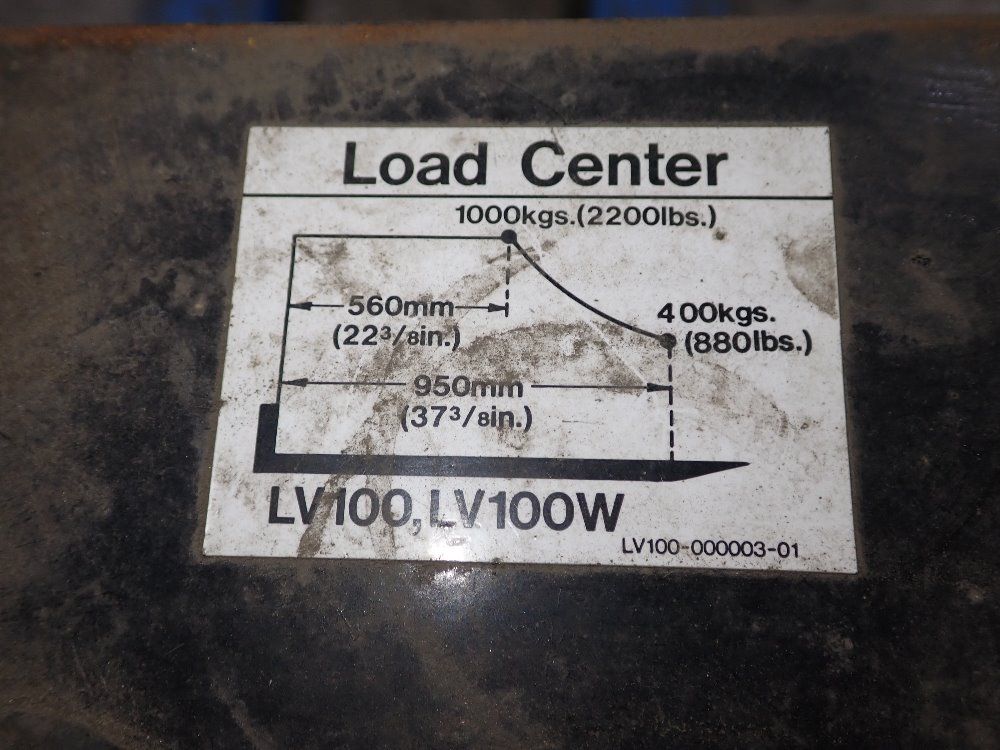 Load Center
1000kgs.(2200lbs.)
560mm
(22³/₈in.)
400kgs.
(880lbs.)
950mm
(37³/₈in.)
LV100,LV100W
LV100-000003-01